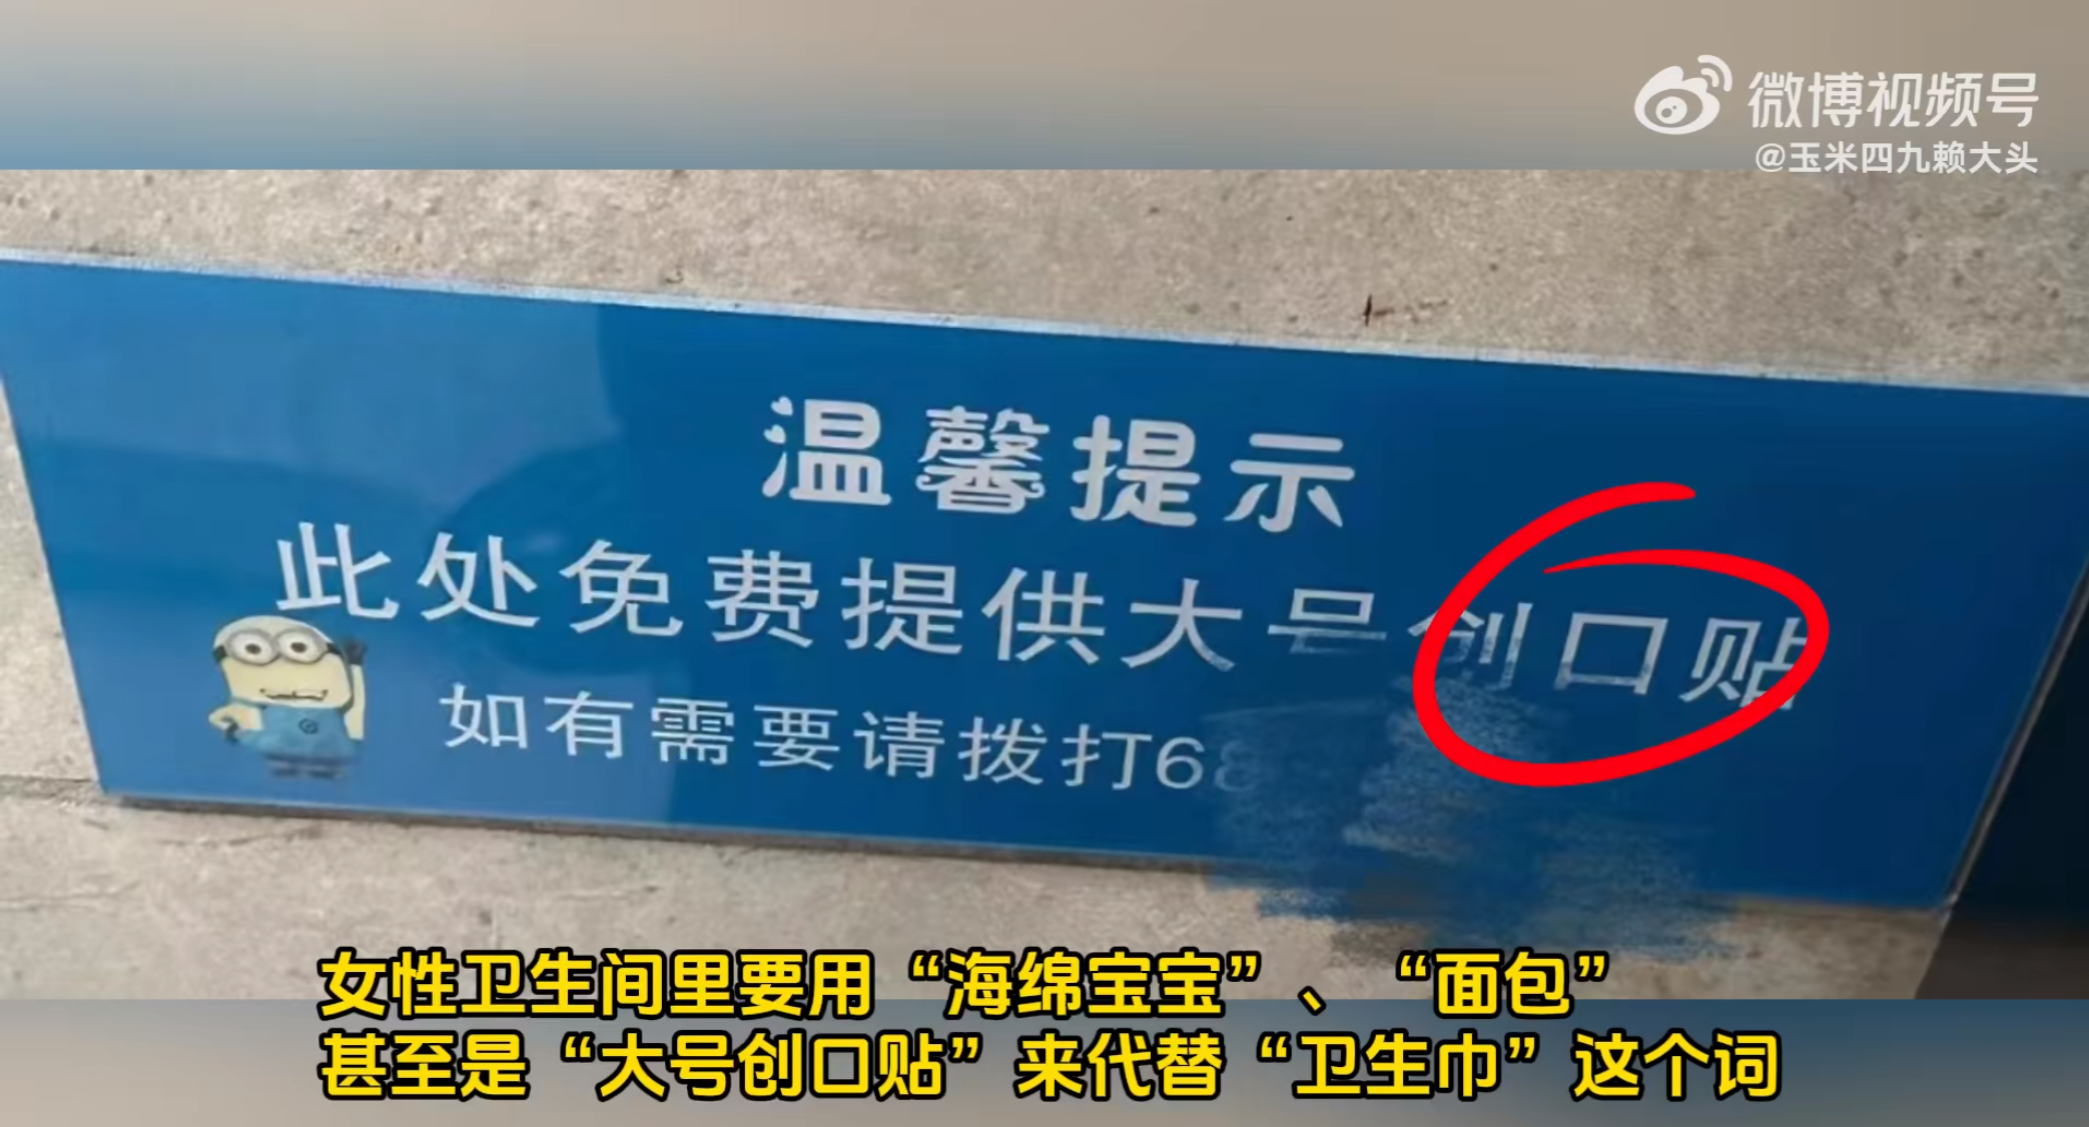 微博视频号
@玉米四九赖大头
温馨提示
此处免费提供大号创口贴
如有需要请拨打68
女性卫生间里要用“海绵宝宝”、“面包”
甚至是“大号创口贴”来代替“卫生巾”这个词